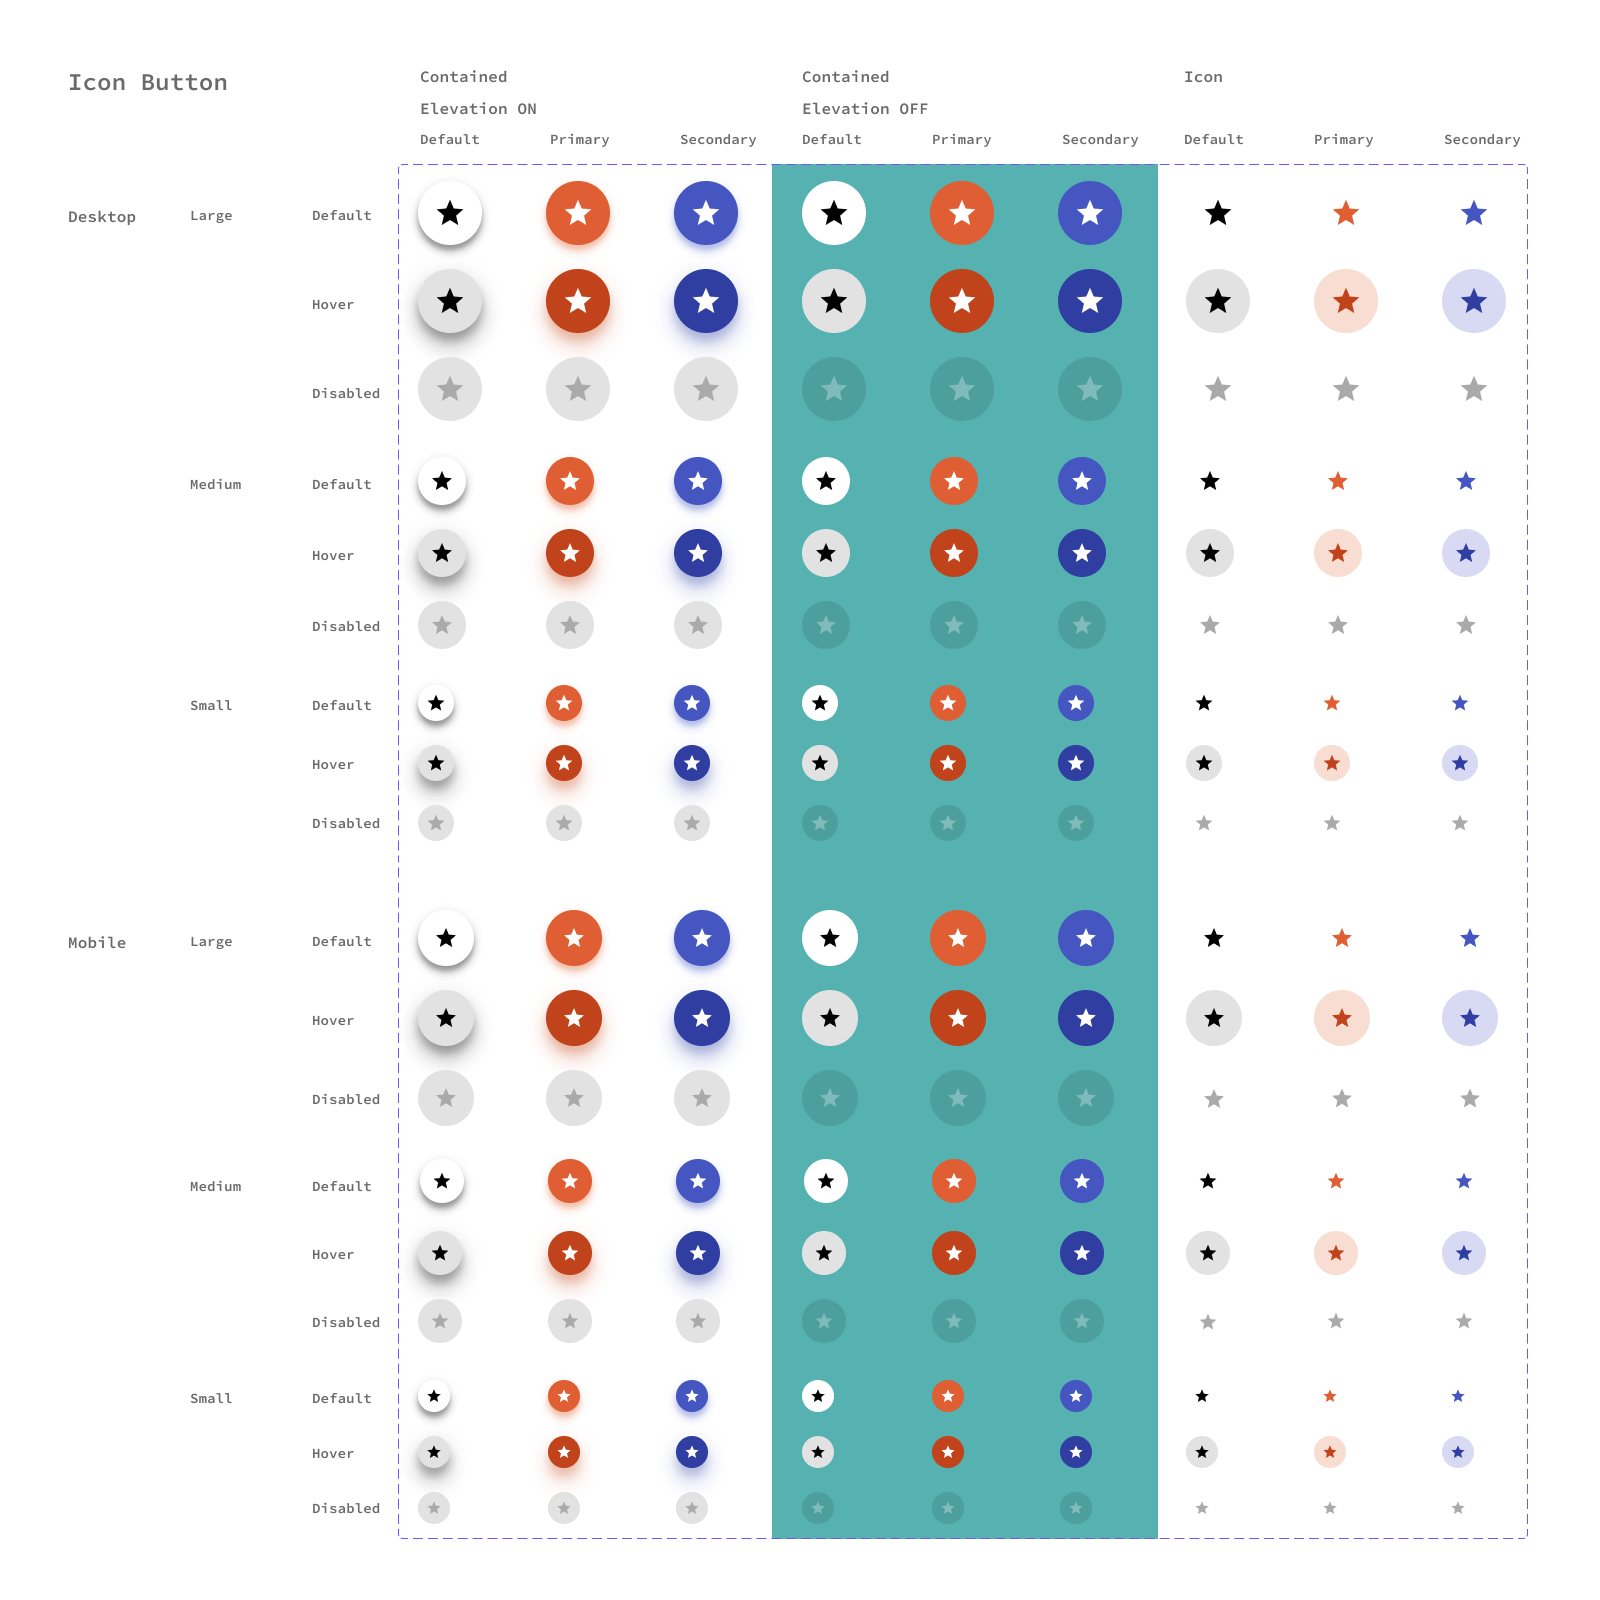 Icon Button
Contained
Contained
Icon
Elevation ON
Elevation OFF
Default Primary Secondary
Default Primary Secondary
Default Primary Secondary
Desktop
Large
Default
Hover
Disabled
Medium
Default
Hover
Disabled
Small
Default
Hover
Disabled
Mobile
Large
Default
Hover
Disabled
Medium
Default
Hover
Disabled
Small
Default
Hover
Disabled